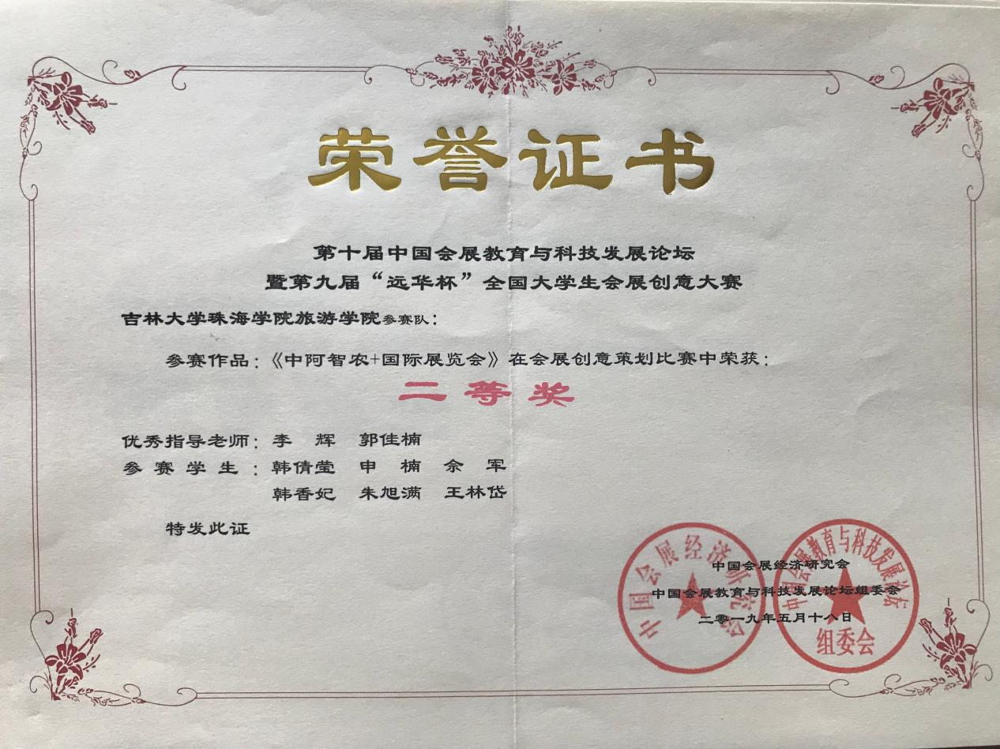 荣誉证书
第十届中国会展教育与科技发展论坛
暨第九届“远华杯”全国大学生会展创意大赛
吉林大学珠海学院旅游学院参赛队：
参赛作品：《中阿智农+国际展览会》在会展创意策划比赛中荣获：
二等奖
优秀指导老师：李 辉 郭佳楠
参赛学生：韩倩莹 申 楠 佘 军
韩香妃 朱旭满 王林岱
特发此证
中国会展经济研究会
中国会展教育与科技发展论坛组委会
二零一九年五月十八日
中国会展经济研究会
中国会展教育与科技发展论坛
组委会